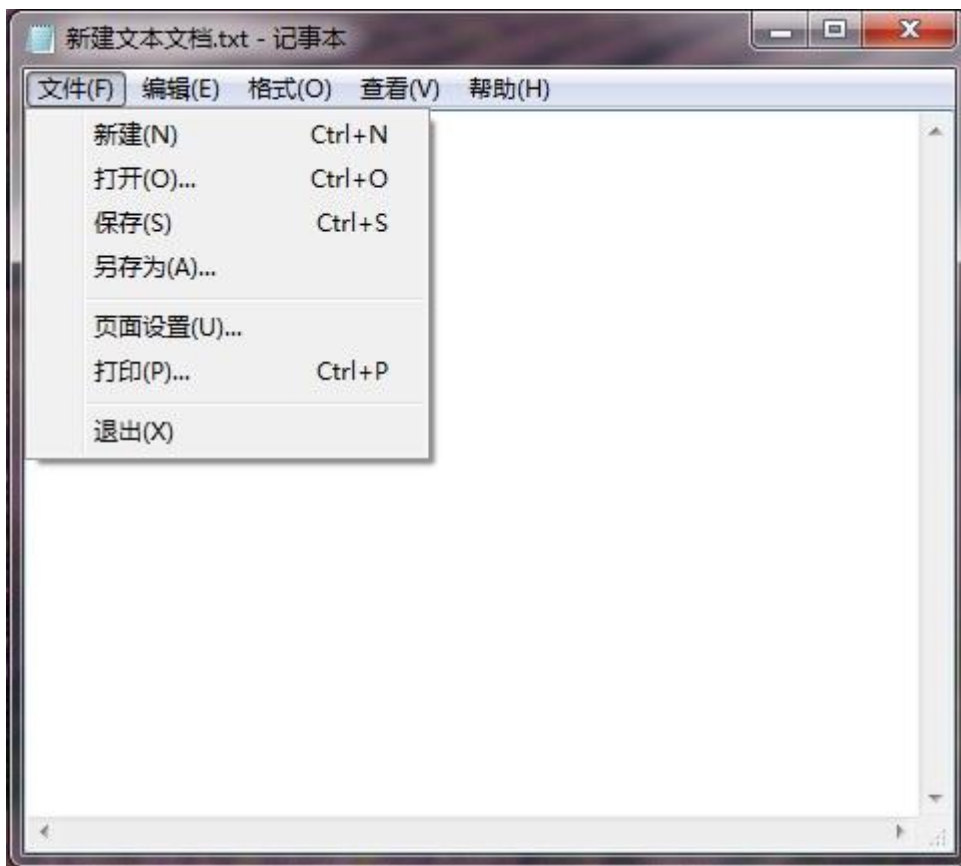 新建文本文档.txt - 记事本
文件(F) 编辑(E) 格式(O) 查看(V) 帮助(H)
新建(N) Ctrl+N
打开(O)... Ctrl+O
保存(S) Ctrl+S
另存为(A)...
页面设置(U)...
打印(P)... Ctrl+P
退出(X)